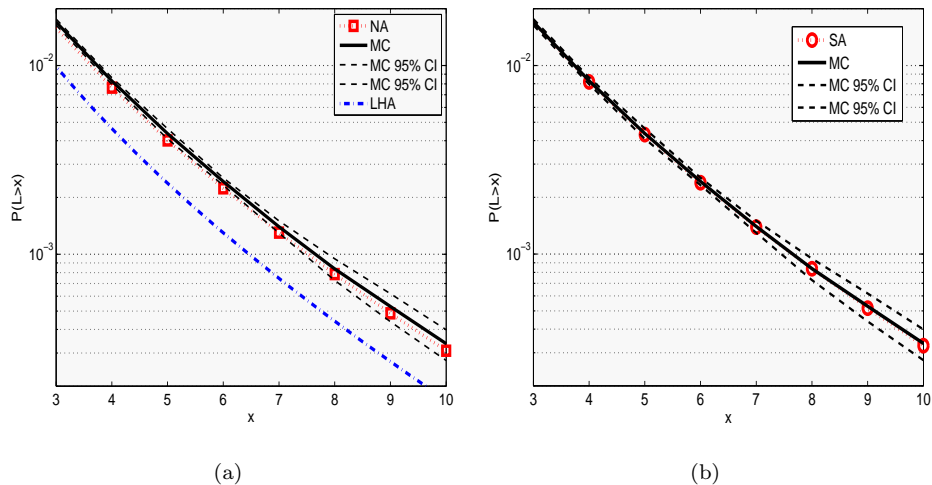 NA
MC
MC 95% CI
MC 95% CI
LHA
10⁻²
10⁻³
P(L>x)
3 4 5 6 7 8 9 10
x
(a)
SA
MC
MC 95% CI
MC 95% CI
10⁻²
10⁻³
P(L>x)
3 4 5 6 7 8 9 10
x
(b)